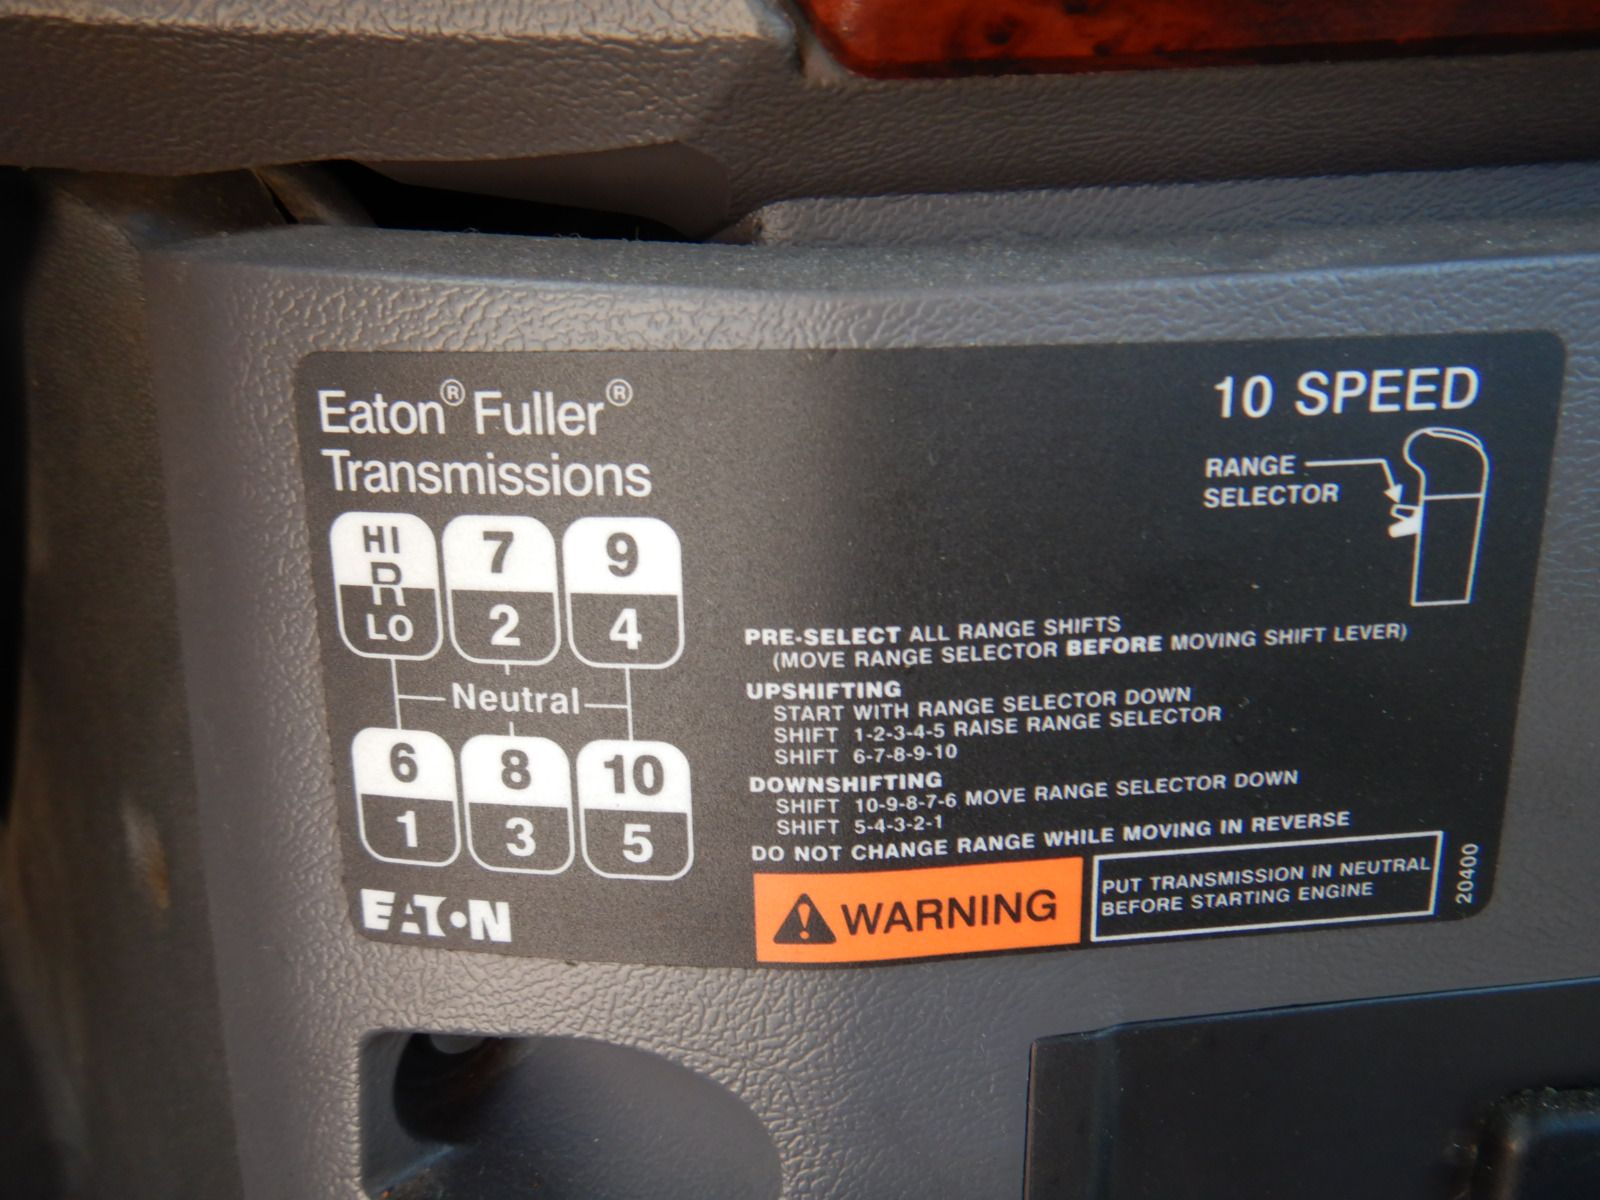 Eaton® Fuller®
Transmissions
HI
R
LO
7
2
9
4
Neutral
6
1
8
3
10
5
EATON
10 SPEED
RANGE
SELECTOR
PRE-SELECT ALL RANGE SHIFTS
(MOVE RANGE SELECTOR BEFORE MOVING SHIFT LEVER)
UPSHIFTING
START WITH RANGE SELECTOR DOWN
SHIFT 1-2-3-4-5 RAISE RANGE SELECTOR
SHIFT 6-7-8-9-10
DOWNSHIFTING
SHIFT 10-9-8-7-6 MOVE RANGE SELECTOR DOWN
SHIFT 5-4-3-2-1
DO NOT CHANGE RANGE WHILE MOVING IN REVERSE
WARNING
PUT TRANSMISSION IN NEUTRAL
BEFORE STARTING ENGINE
20400